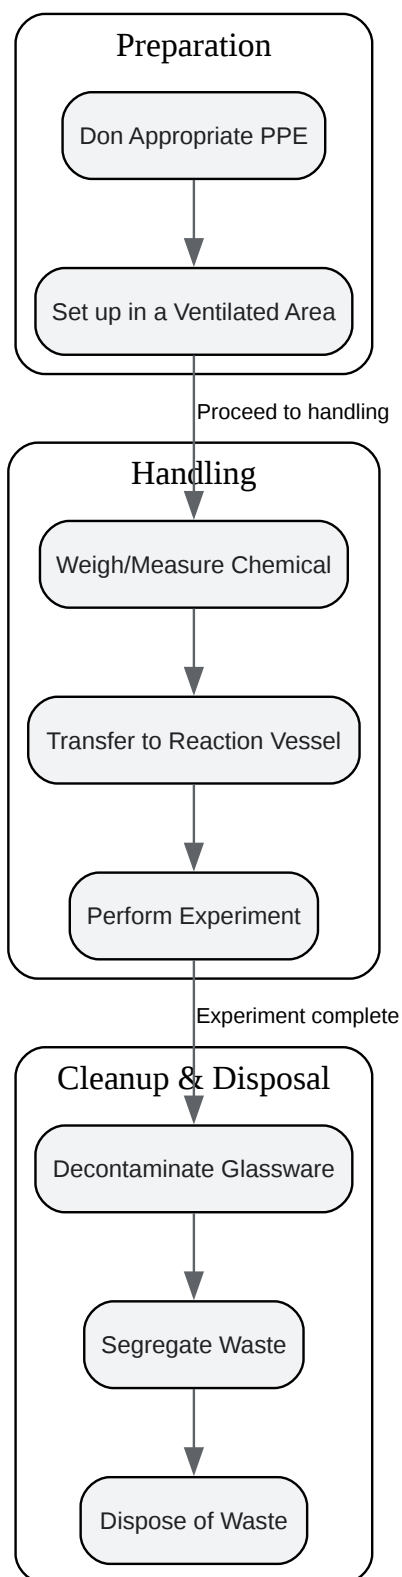 Preparation
Don Appropriate PPE
Set up in a Ventilated Area
Proceed to handling
Handling
Weigh/Measure Chemical
Transfer to Reaction Vessel
Perform Experiment
Experiment complete
Cleanup & Disposal
Decontaminate Glassware
Segregate Waste
Dispose of Waste